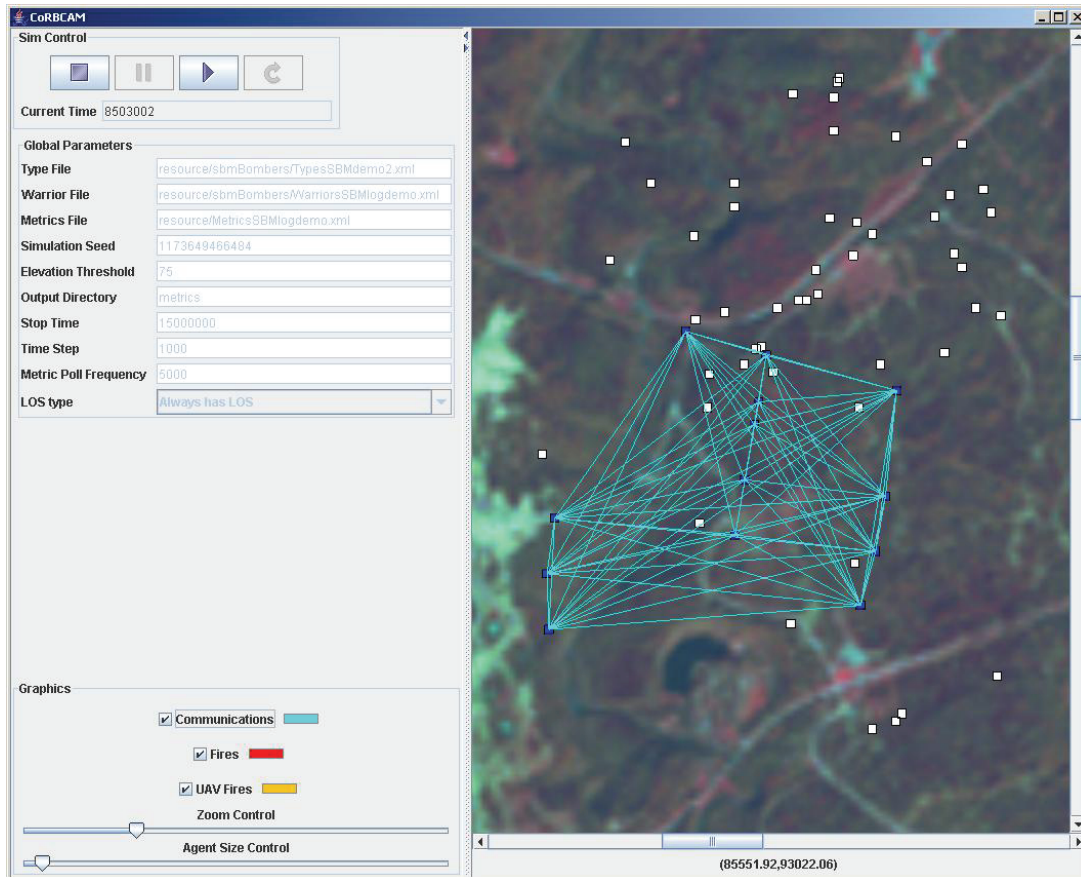 CoRBCAM
Sim Control
Current Time 8503002
Global Parameters
Type File resource/sbmBombers/TypesSBMdemo2.xml
Warrior File resource/sbmBombers/WarriorsSBMlogdemo.xml
Metrics File resource/MetricsSBMlogdemo.xml
Simulation Seed 1173649466484
Elevation Threshold 75
Output Directory metrics
Stop Time 15000000
Time Step 1000
Metric Poll Frequency 5000
LOS type Always has LOS
Graphics
Communications
Fires
UAV Fires
Zoom Control
Agent Size Control
(85551.92,93022.06)